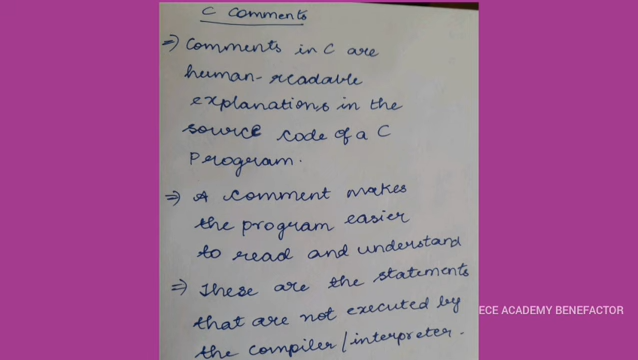 C Comments
⇒ Comments in C are
human-readable
explanations in the
source code of a C
Program.
⇒ A comment makes
the program easier
to read and understand
⇒ These are the statements
that are not executed by
the compiler/interpreter.
ECE ACADEMY BENEFACTOR